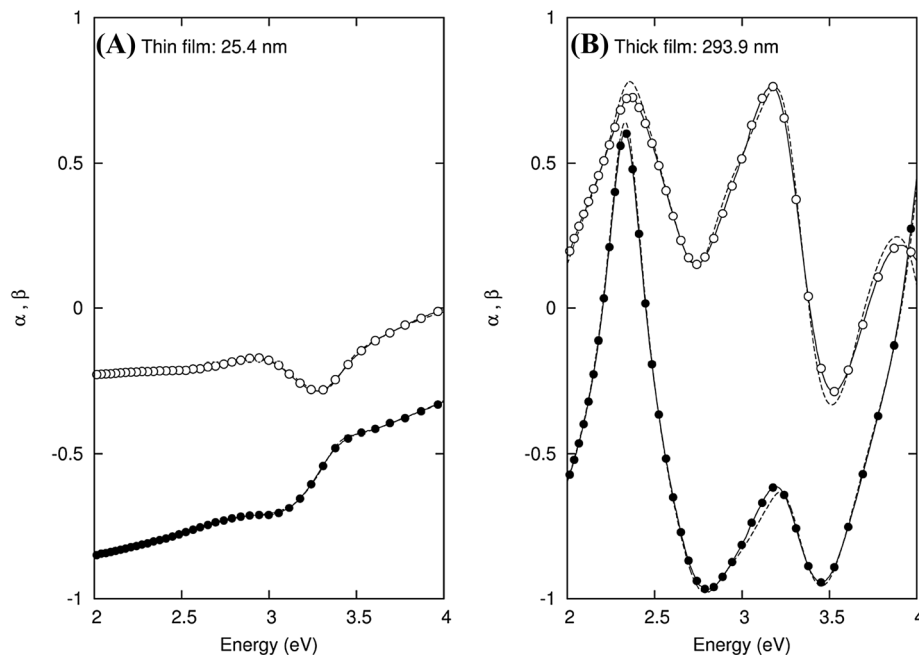 (A) Thin film: 25.4 nm
1
0.5
0
-0.5
-1
α , β
2 2.5 3 3.5 4
Energy (eV)
(B) Thick film: 293.9 nm
1
0.5
0
-0.5
-1
α , β
2 2.5 3 3.5 4
Energy (eV)